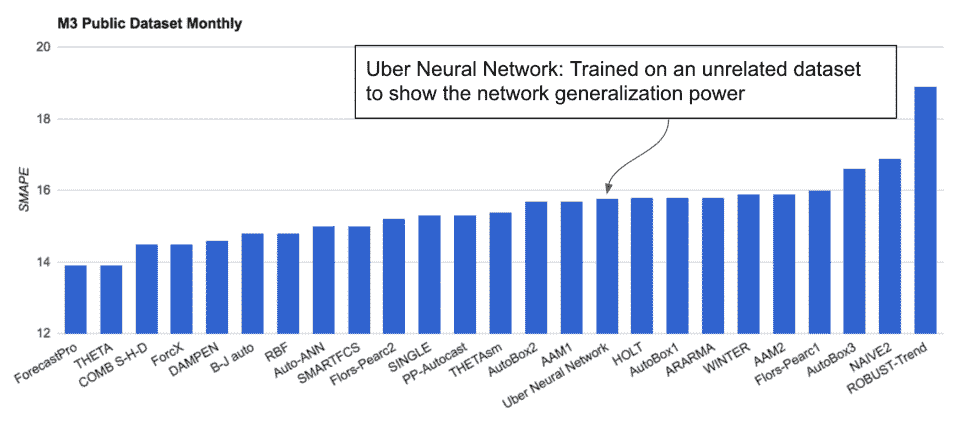 M3 Public Dataset Monthly
20
Uber Neural Network: Trained on an unrelated dataset
to show the network generalization power
18
16
14
12
SMAPE
ForecastPro
THETA
COMB S-H-D
ForcX
DAMPEN
B-J auto
RBF
Auto-ANN
SMARTFCS
Flors-Pearc2
SINGLE
PP-Autocast
THETAsm
AutoBox2
AAM1
Uber Neural Network
HOLT
AutoBox1
ARARMA
WINTER
AAM2
Flors-Pearc1
AutoBox3
NAIVE2
ROBUST-Trend